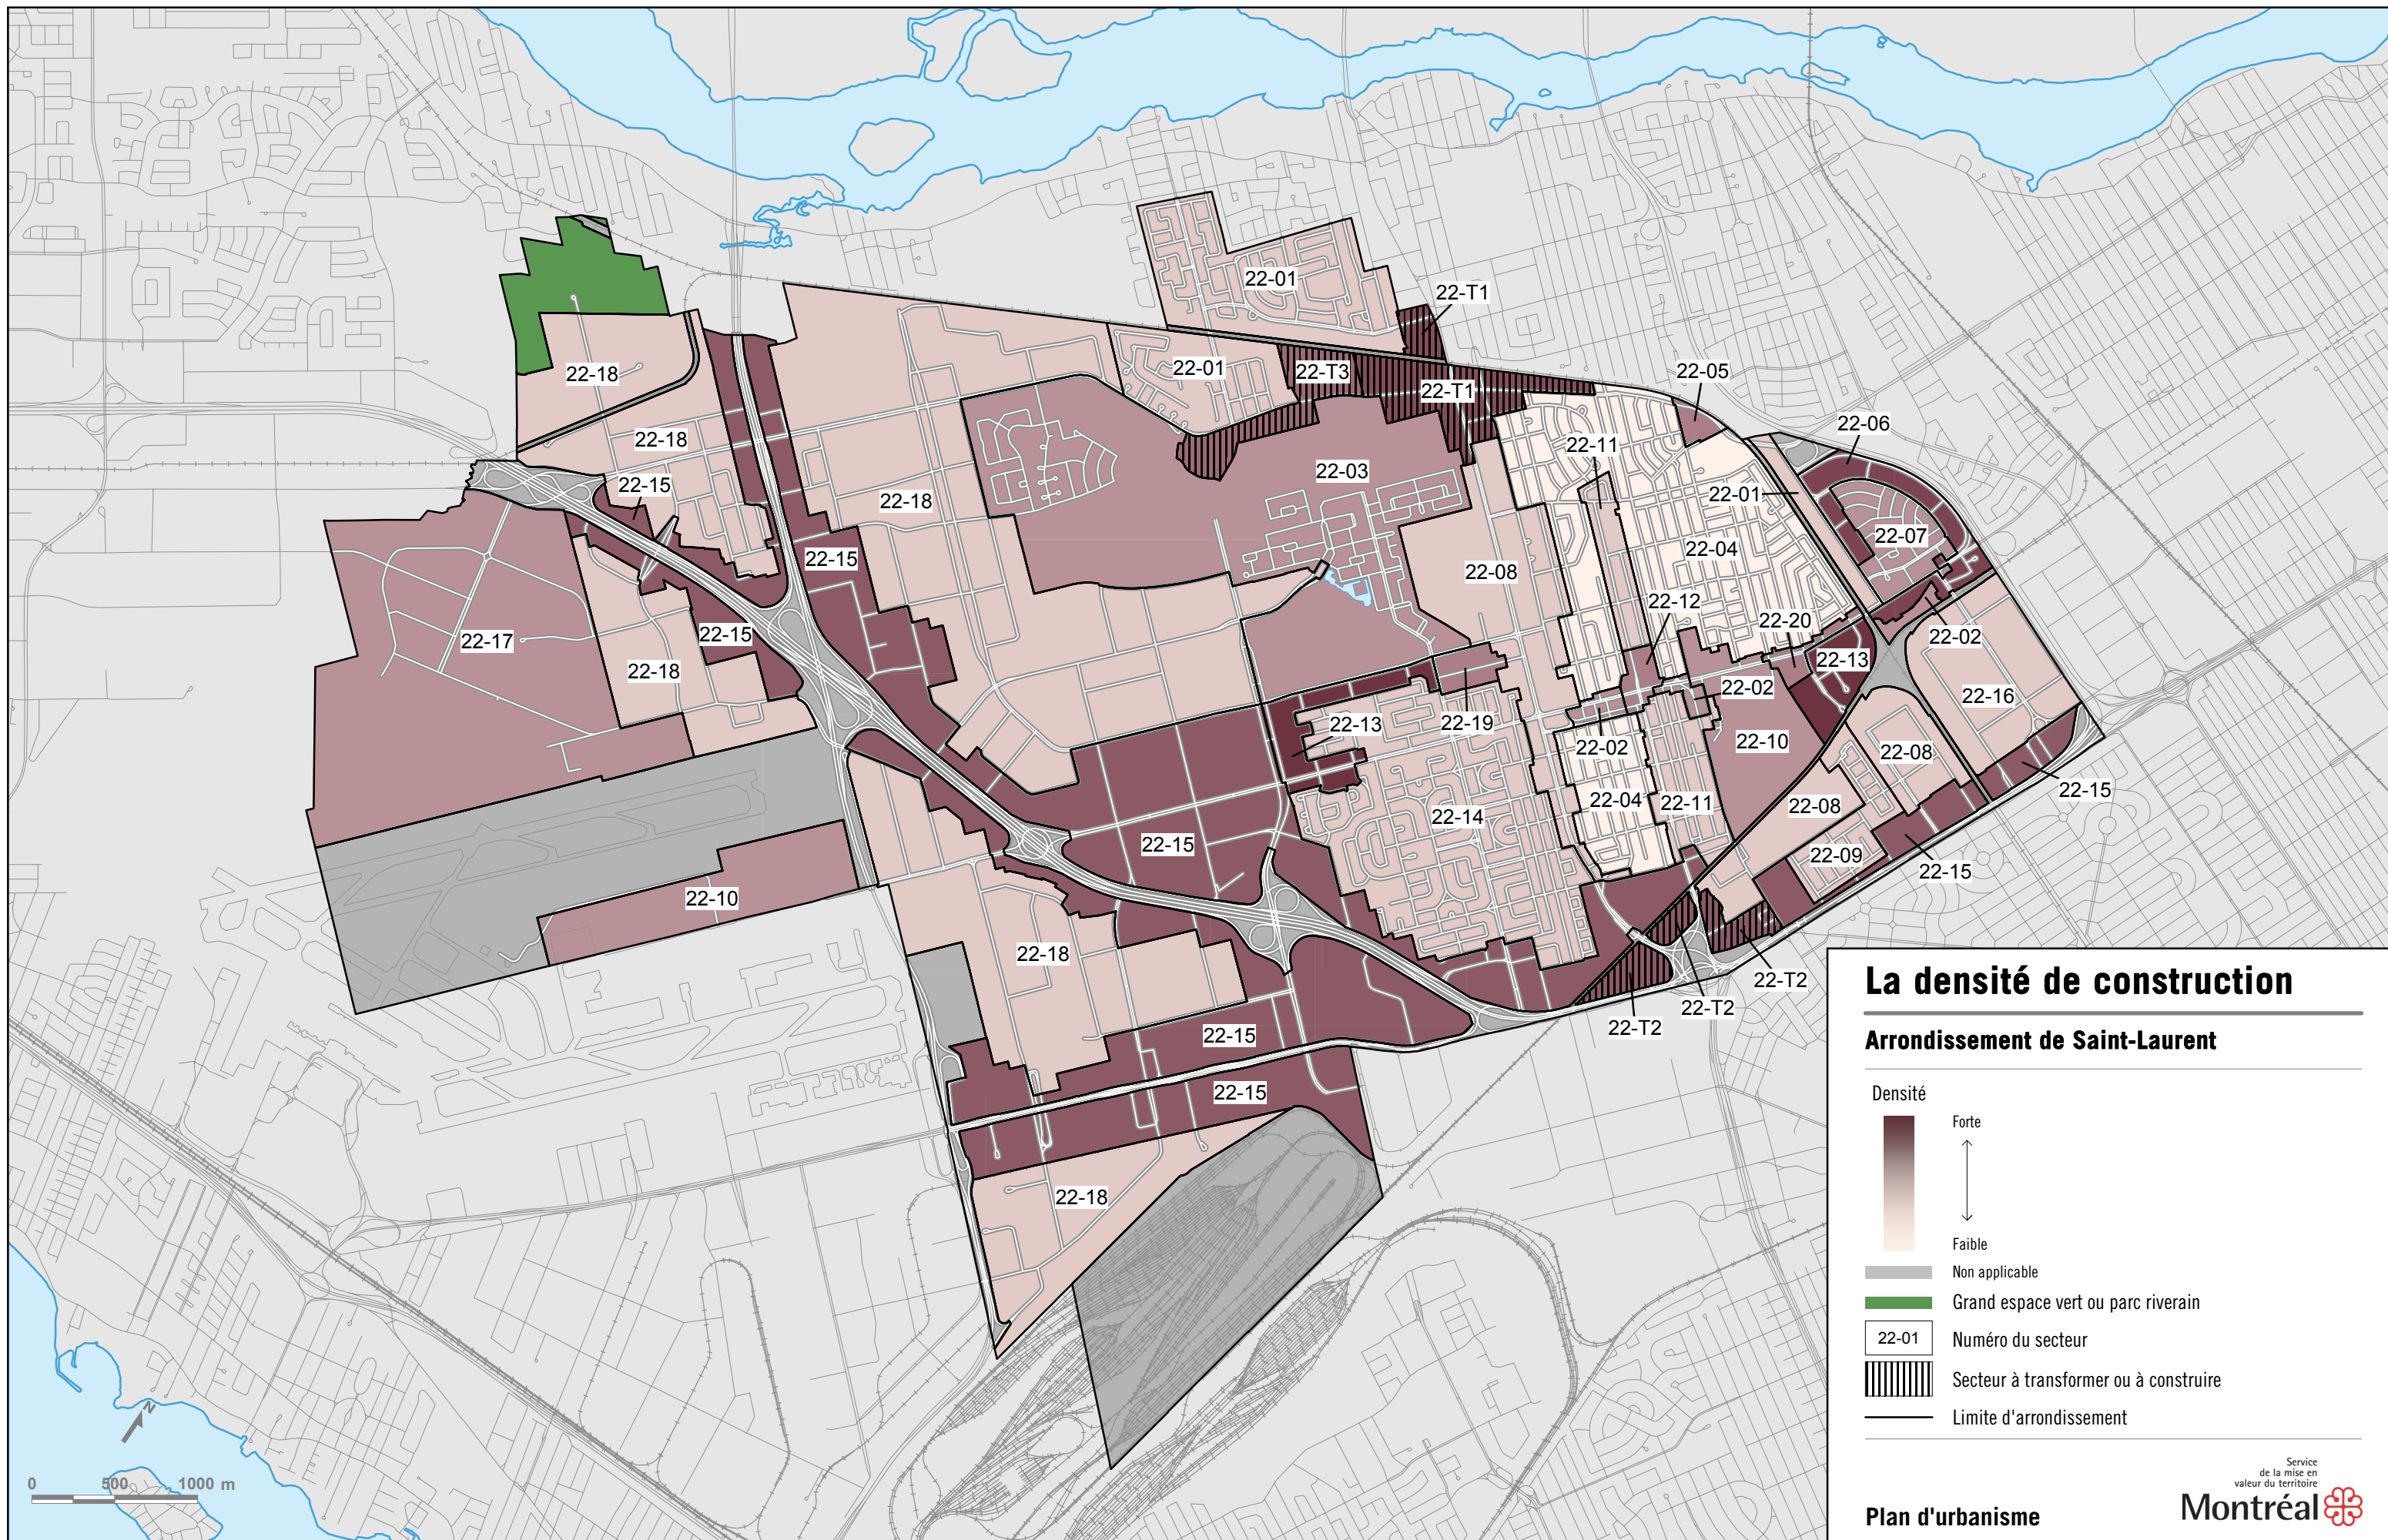 22-01
22-T1
22-01
22-T3
22-T1
22-05
22-18
22-06
22-18
22-11
22-03
22-15
22-01
22-18
22-07
22-04
22-15
22-08
22-12
22-20
22-15
22-02
22-17
22-13
22-18
22-02
22-16
22-13
22-19
22-10
22-02
22-08
22-15
22-04
22-11
22-08
22-14
22-15
22-09
22-15
22-10
22-18
22-T2
22-T2
22-T2
22-15
22-15
22-18
La densité de construction
Arrondissement de Saint-Laurent
Densité
Forte
Faible
Non applicable
Grand espace vert ou parc riverain
22-01 Numéro du secteur
Secteur à transformer ou à construire
Limite d'arrondissement
N
0 500 1000 m
Service
de la mise en
valeur du territoire
Montréal
Plan d'urbanisme